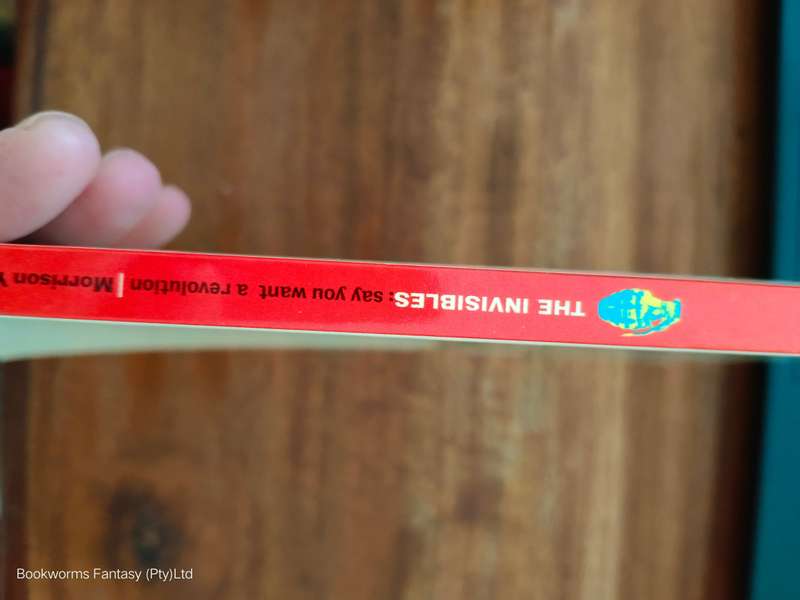 THE INVISIBLES: say you want a revolution | Morrison
Bookworms Fantasy (Pty)Ltd